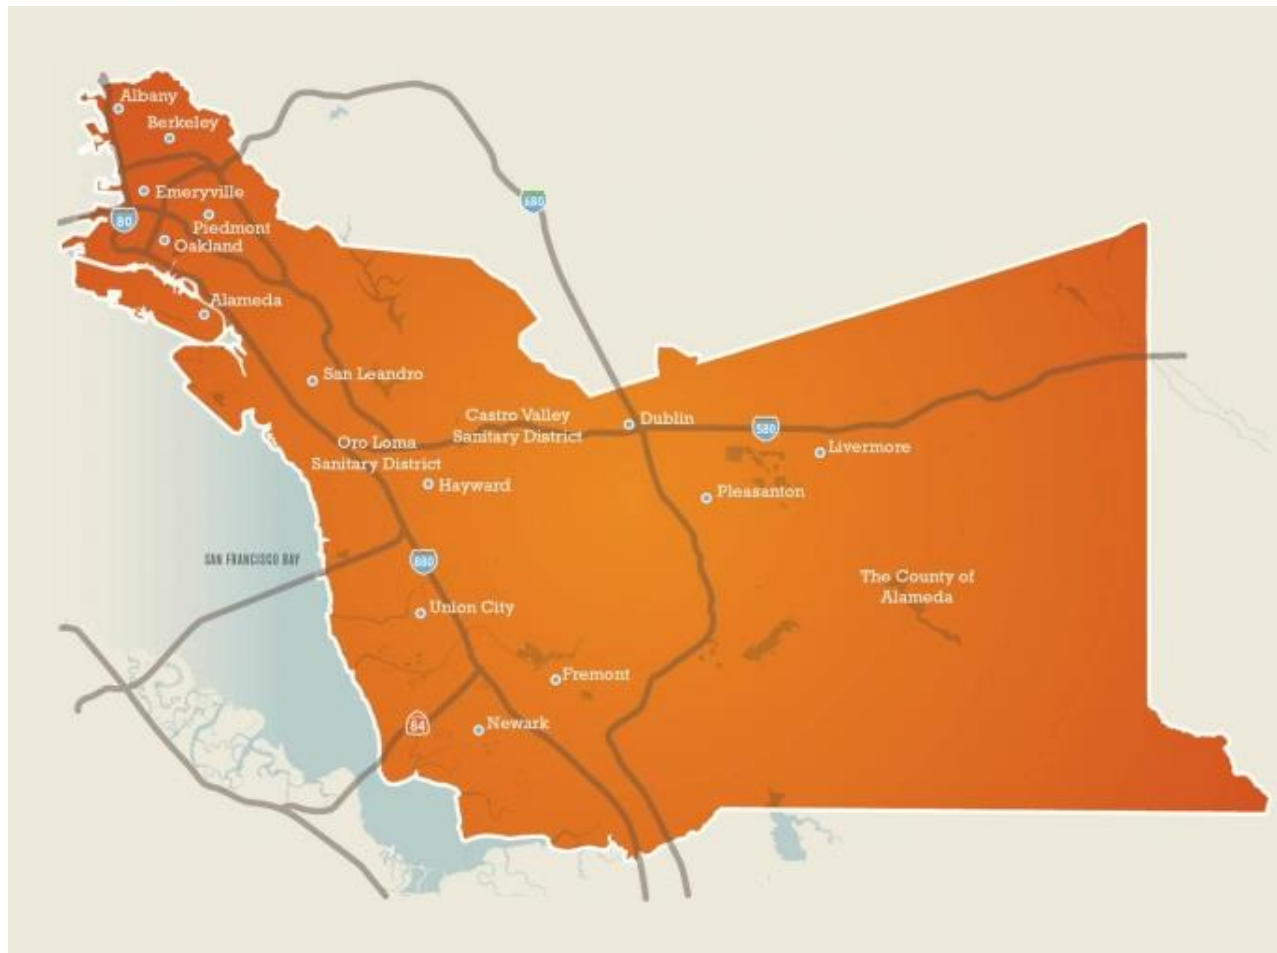 Albany
Berkeley
Emeryville
80
Piedmont
Oakland
Alameda
680
San Leandro
Castro Valley
Sanitary District
Dublin
580
Oro Loma
Sanitary District
Livermore
Hayward
Pleasanton
SAN FRANCISCO BAY
880
The County of
Alameda
Union City
Fremont
84
Newark